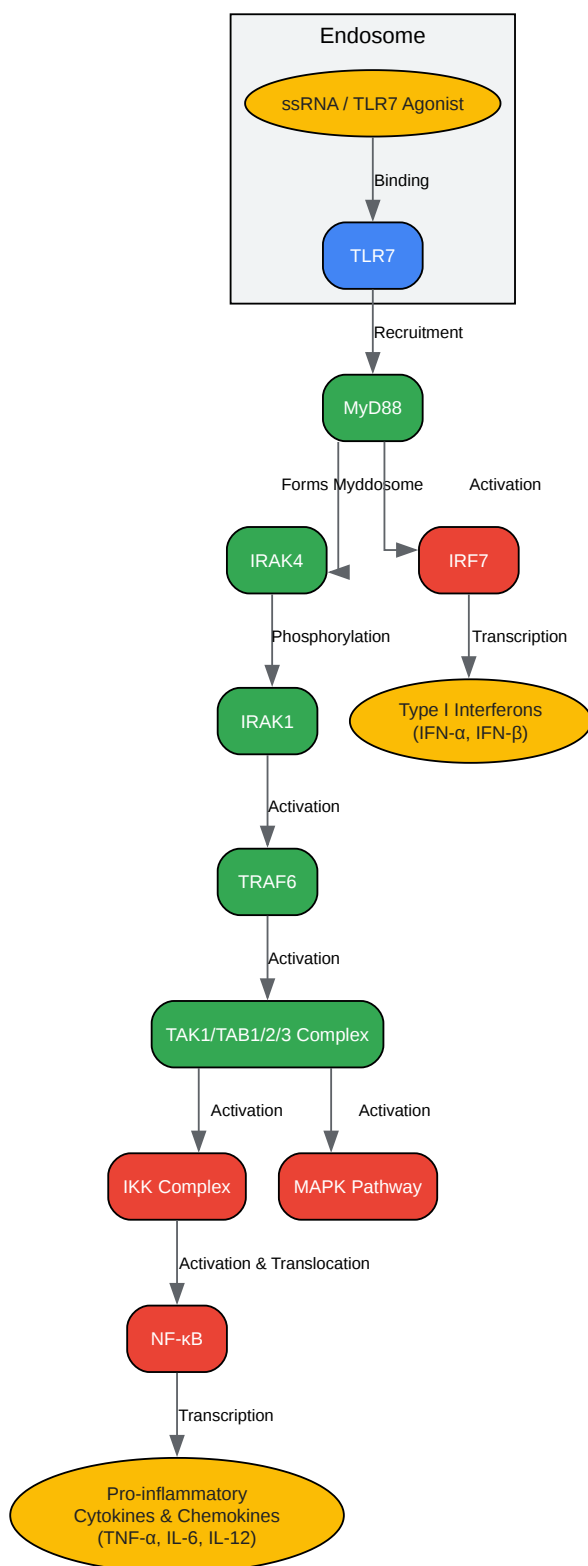 Endosome
ssRNA / TLR7 Agonist
Binding
TLR7
Recruitment
MyD88
Forms Myddosome
Activation
IRAK4
IRF7
Phosphorylation
Transcription
IRAK1
Type I Interferons
(IFN-α, IFN-β)
Activation
TRAF6
Activation
TAK1/TAB1/2/3 Complex
Activation
Activation
IKK Complex
MAPK Pathway
Activation & Translocation
NF-κB
Transcription
Pro-inflammatory
Cytokines & Chemokines
(TNF-α, IL-6, IL-12)